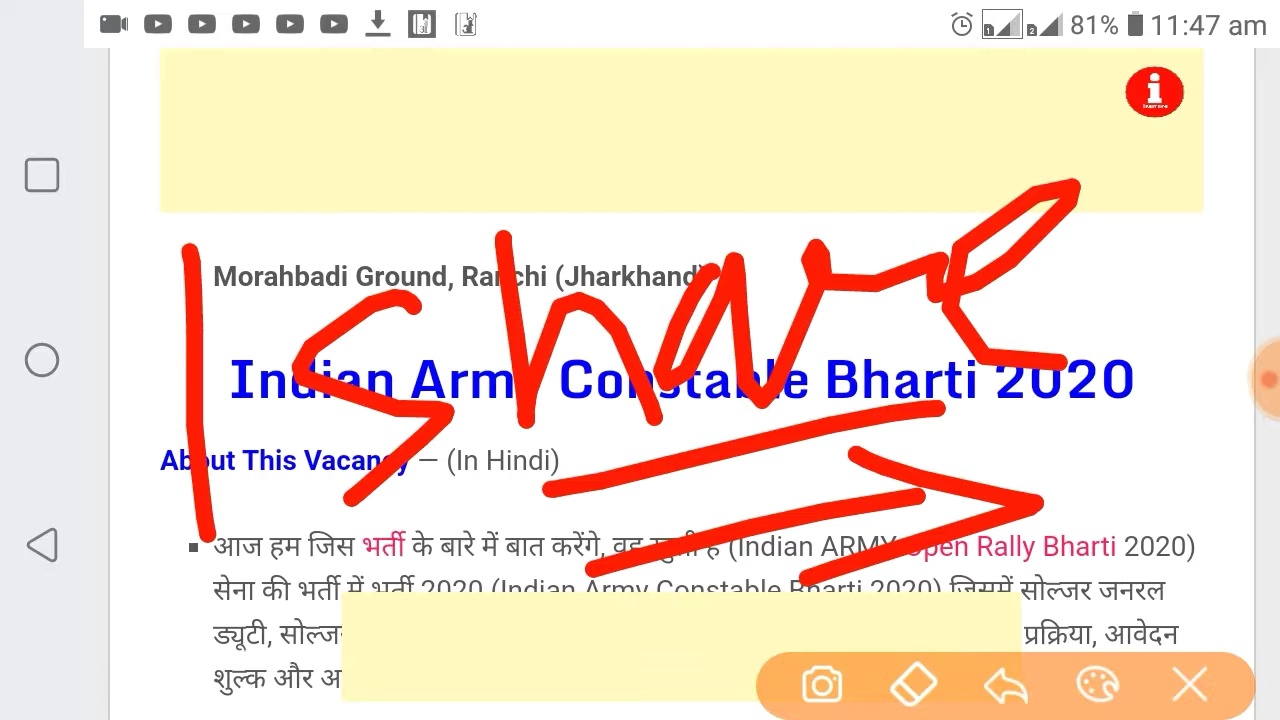 81% 11:47 am
Morahbadi Ground, Ranchi (Jharkhand)
Share
Indian Army Constable Bharti 2020
About This Vacancy — (In Hindi)
आज हम जिस भर्ती के बारे में बात करेंगे, वह खुली है (Indian ARMY Open Rally Bharti 2020)
सेना की भर्ती में भर्ती 2020 (Indian Army Constable Bharti 2020) जिसमें सोल्जर जनरल
ड्यूटी, प्रक्रिया, आवेदन
शुल्क और